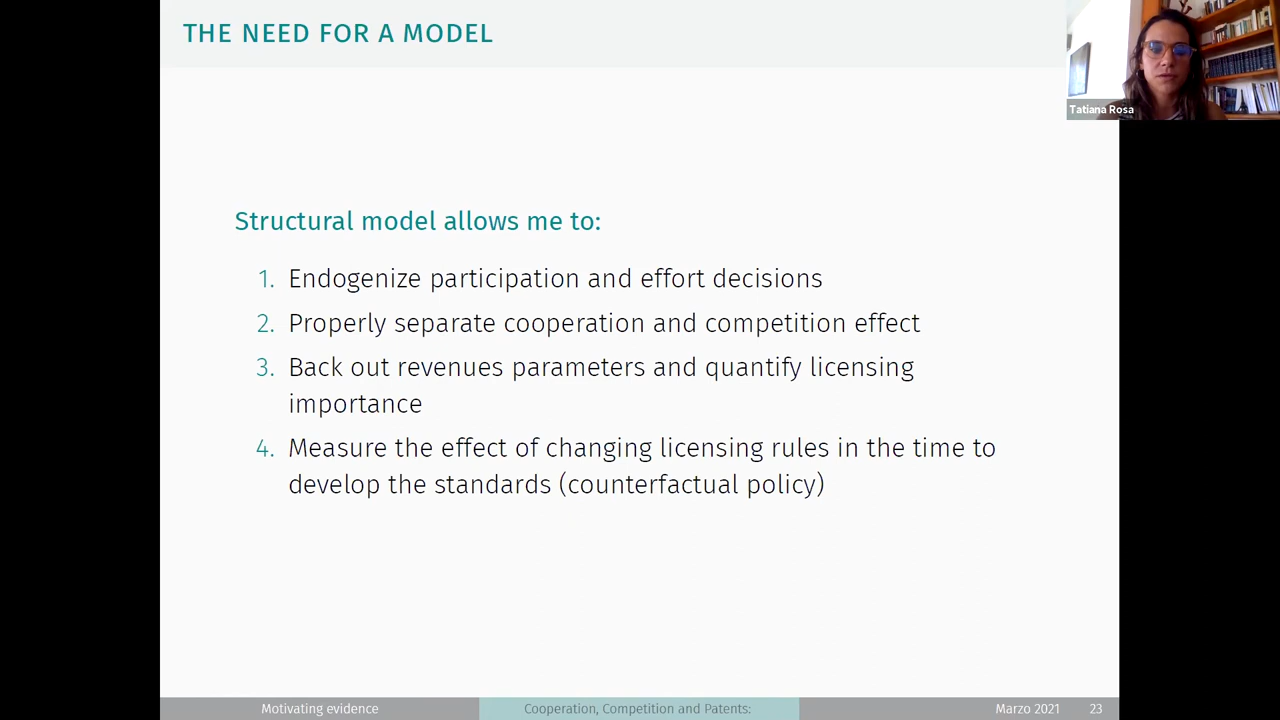 THE NEED FOR A MODEL
Tatiana Rosa
Structural model allows me to:
1. Endogenize participation and effort decisions
2. Properly separate cooperation and competition effect
3. Back out revenues parameters and quantify licensing
importance
4. Measure the effect of changing licensing rules in the time to
develop the standards (counterfactual policy)
Motivating evidence
Cooperation, Competition and Patents:
Marzo 2021 23